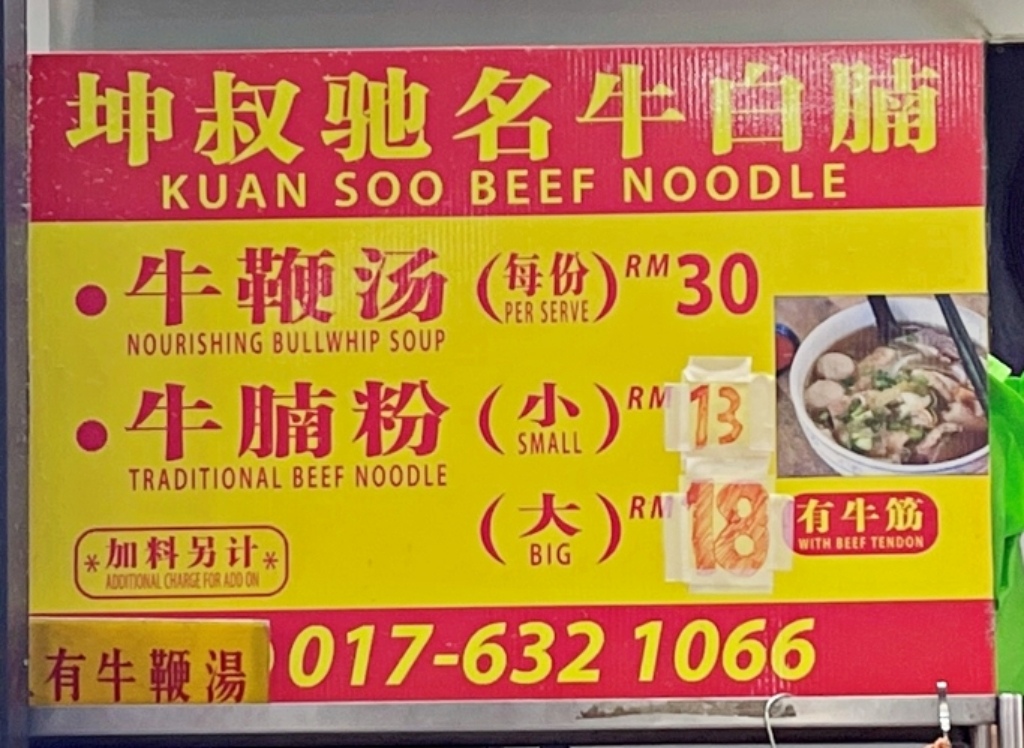 坤叔驰名牛白腩
KUAN SOO BEEF NOODLE
• 牛鞭汤 (每份 PER SERVE) RM 30
NOURISHING BULLWHIP SOUP
• 牛腩粉 (小 SMALL) RM 13
TRADITIONAL BEEF NOODLE
(大 BIG) RM 18 有牛筋
WITH BEEF TENDON
*加料另计*
ADDITIONAL CHARGE FOR ADD ON
有牛鞭湯 017-632 1066